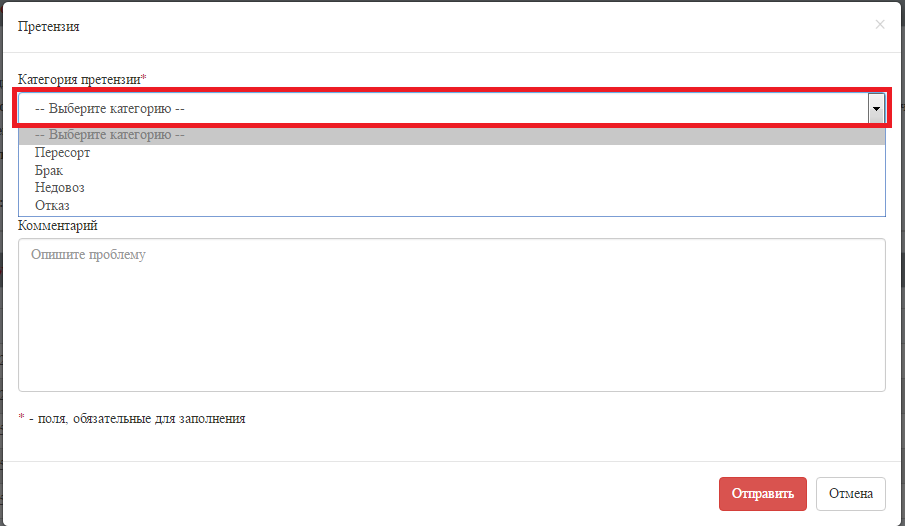 Претензия
×
Категория претензии*
-- Выберите категорию --
-- Выберите категорию --
Пересорт
Брак
Недовоз
Отказ
Комментарий
Опишите проблему
* - поля, обязательные для заполнения
Отправить Отмена